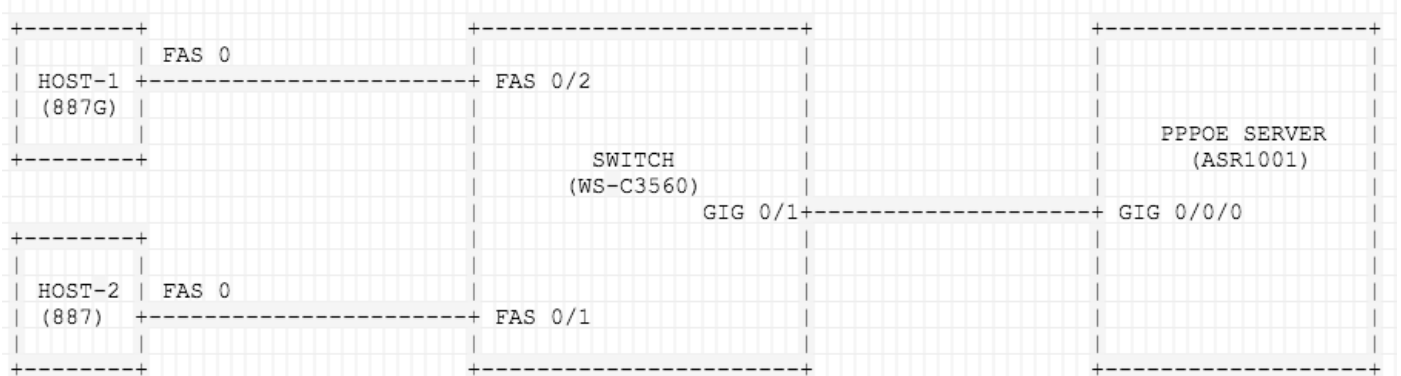 FAS 0
HOST-1 FAS 0/2
(887G)
PPPOE SERVER
SWITCH (ASR1001)
(WS-C3560)
GIG 0/1 GIG 0/0/0
HOST-2 FAS 0
(887) FAS 0/1